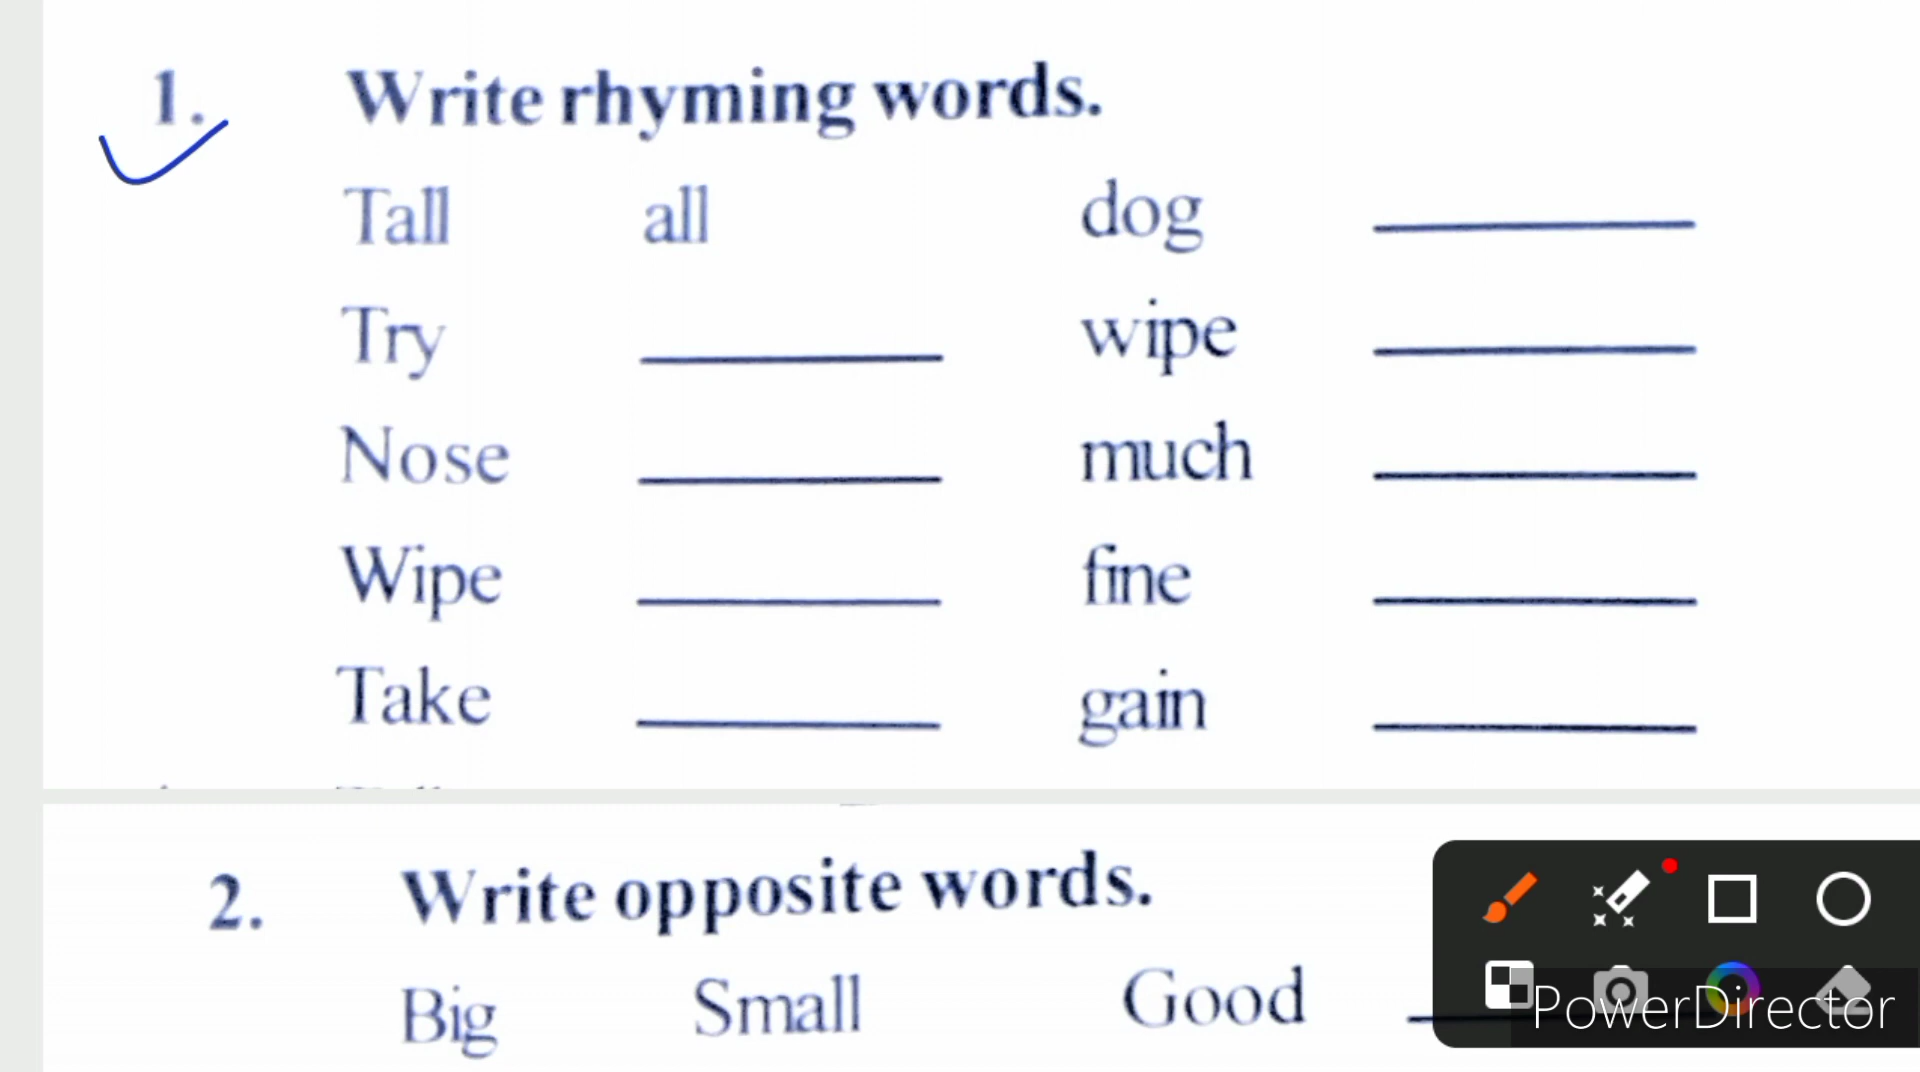 1. Write rhyming words.
Tall all dog
Try wipe
Nose much
Wipe fine
Take gain
2. Write opposite words.
Big Small Good
PowerDirector